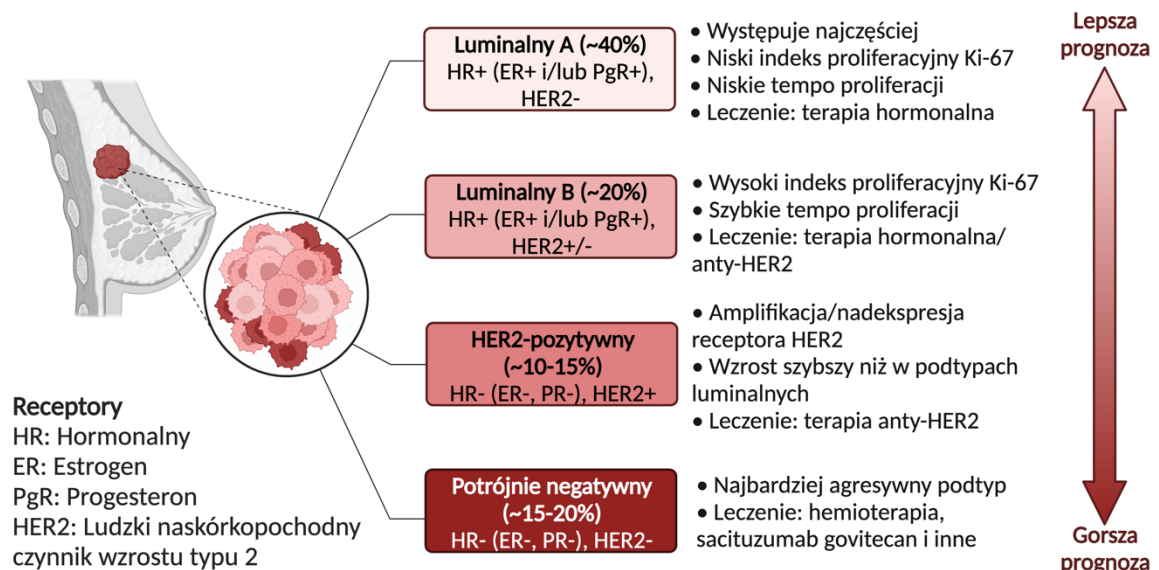 Luminalny A (~40%)
HR+ (ER+ i/lub PgR+),
HER2-
• Występuje najczęściej
• Niski indeks proliferacyjny Ki-67
• Niskie tempo proliferacji
• Leczenie: terapia hormonalna
Lepsza
prognoza
Luminalny B (~20%)
HR+ (ER+ i/lub PgR+),
HER2+/-
• Wysoki indeks proliferacyjny Ki-67
• Szybkie tempo proliferacji
• Leczenie: terapia hormonalna/
anty-HER2
HER2-pozytywny
(~10-15%)
HR- (ER-, PR-), HER2+
• Amplifikacja/nadekspresja
receptora HER2
• Wzrost szybszy niż w podtypach
luminalnych
• Leczenie: terapia anty-HER2
Potrójnie negatywny
(~15-20%)
HR- (ER-, PR-), HER2-
• Najbardziej agresywny podtyp
• Leczenie: hemioterapia,
sacituzumab govitecan i inne
Gorsza
prognoza
Receptory
HR: Hormonalny
ER: Estrogen
PgR: Progesteron
HER2: Ludzki naskórkopochodny
czynnik wzrostu typu 2